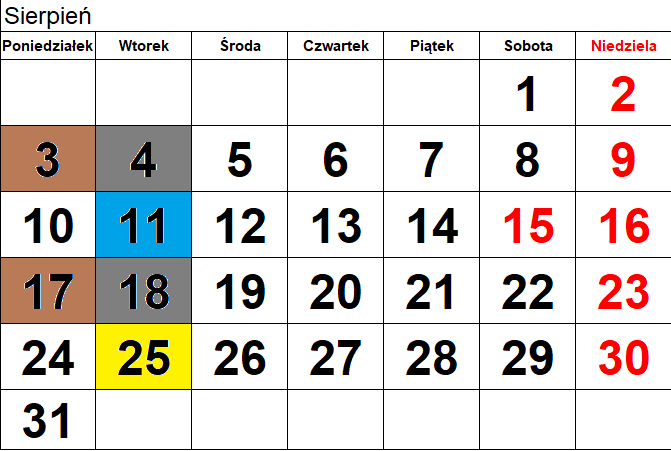 Sierpień
Poniedziałek Wtorek Środa Czwartek Piątek Sobota Niedziela
1 2
3 4 5 6 7 8 9
10 11 12 13 14 15 16
17 18 19 20 21 22 23
24 25 26 27 28 29 30
31